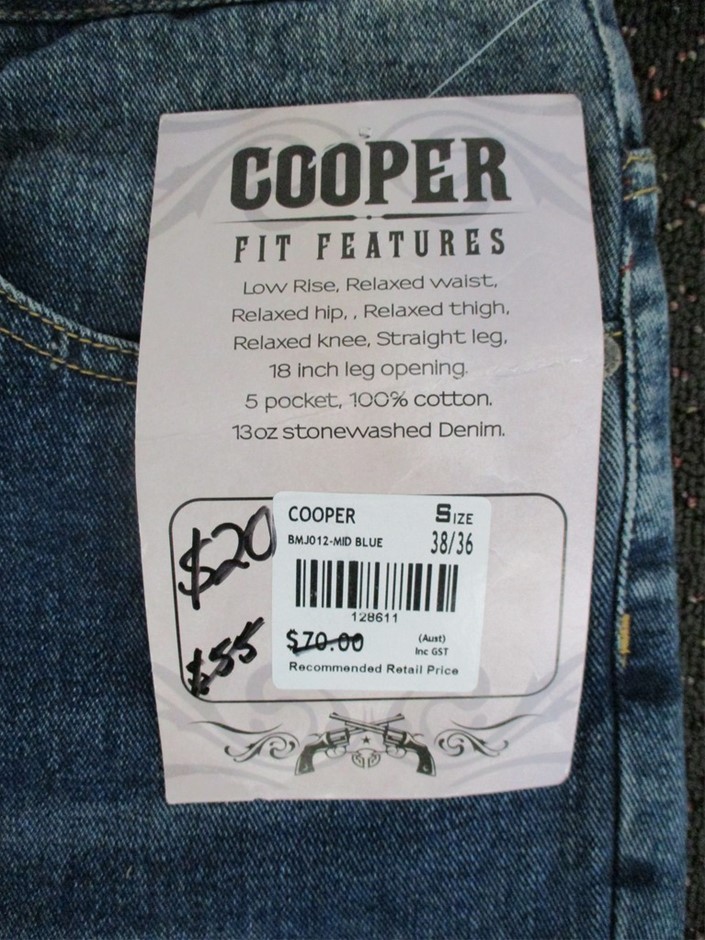 COOPER
FIT FEATURES
Low Rise, Relaxed waist,
Relaxed hip, , Relaxed thigh,
Relaxed knee, Straight leg,
18 inch leg opening.
5 pocket, 100% cotton.
13oz stonewashed Denim.
$20
$55
COOPER SIZE
BMJ012-MID BLUE 38/36
128611
$70.00 (Aust)
Inc GST
Recommended Retail Price